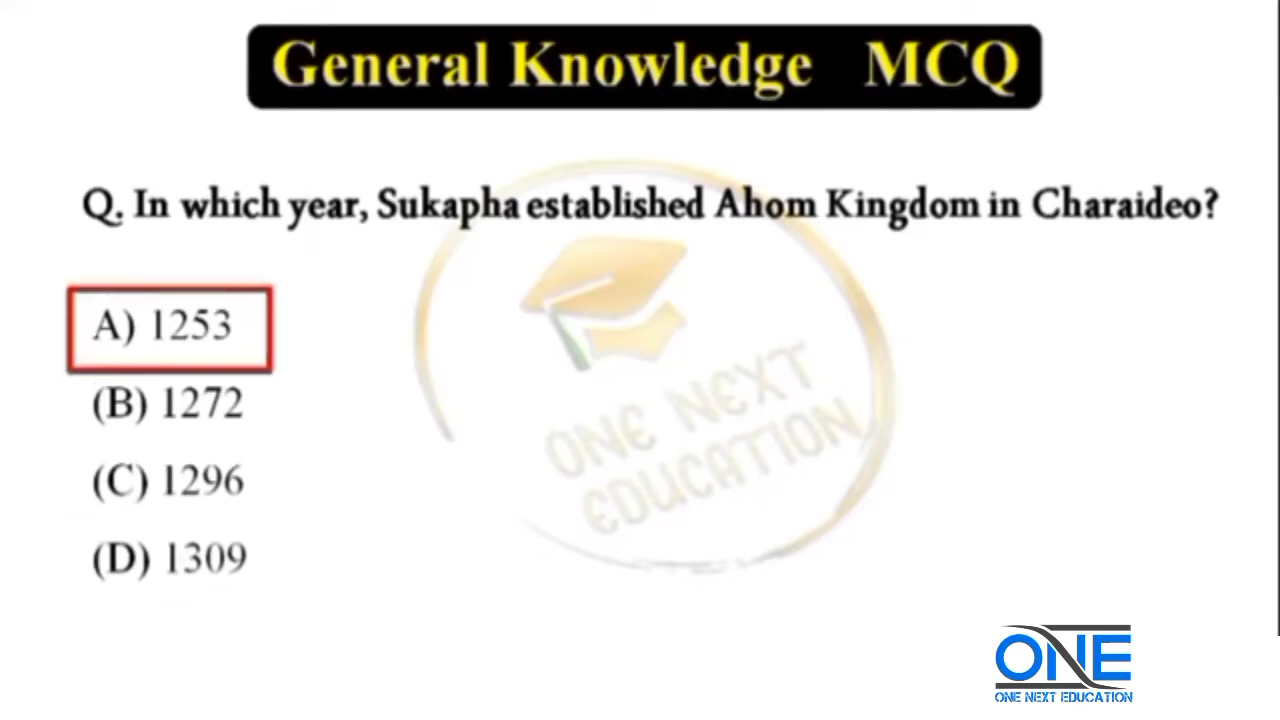 General Knowledge MCQ
Q. In which year, Sukapha established Ahom Kingdom in Charaideo?
A) 1253
(B) 1272
(C) 1296
(D) 1309
ONE NEXT
EDUCATION
ONE
ONE NEXT EDUCATION